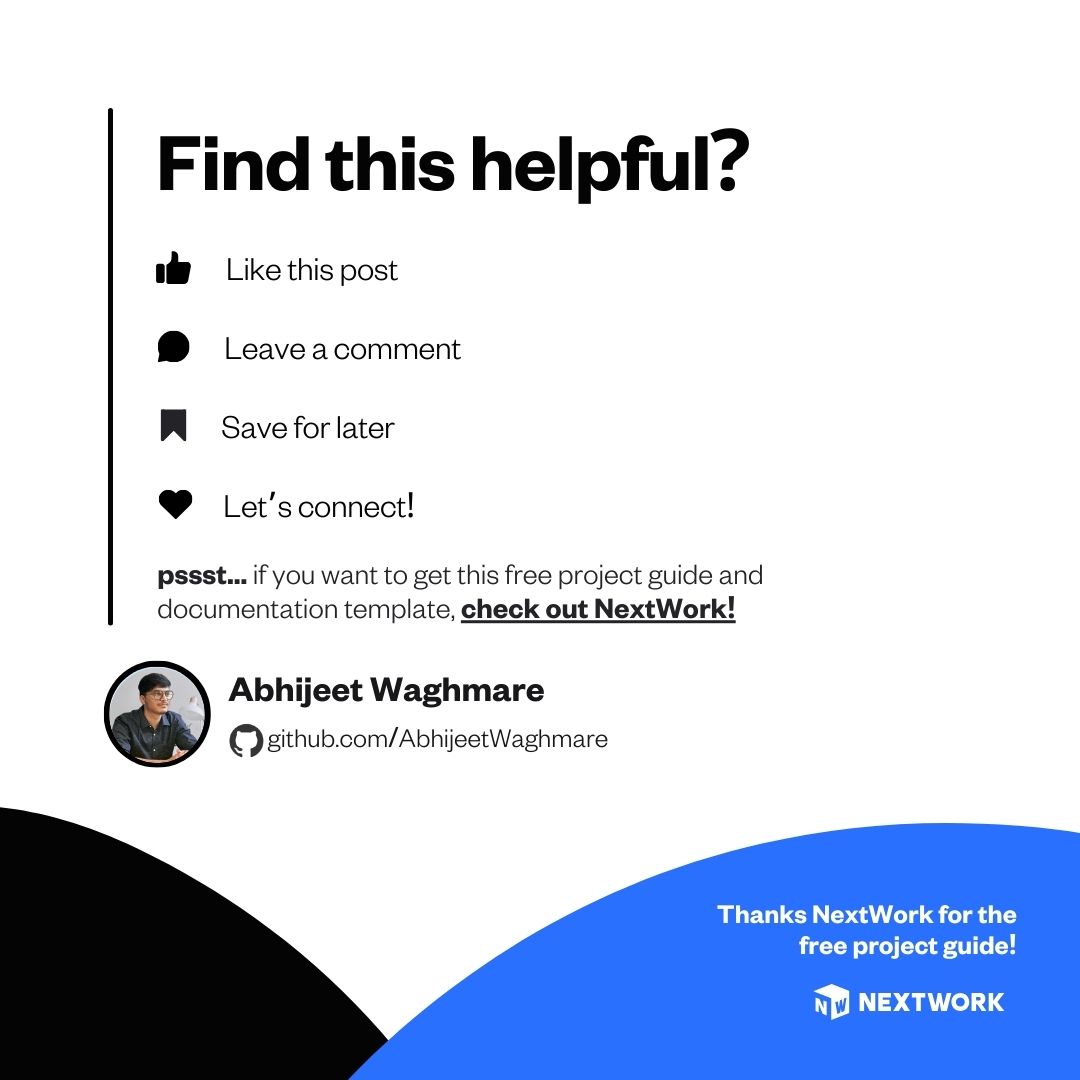 Find this helpful?
Like this post
Leave a comment
Save for later
Let's connect!
pssst... if you want to get this free project guide and
documentation template, check out NextWork!
Abhijeet Waghmare
github.com/AbhijeetWaghmare
Thanks NextWork for the
free project guide!
NW NEXTWORK